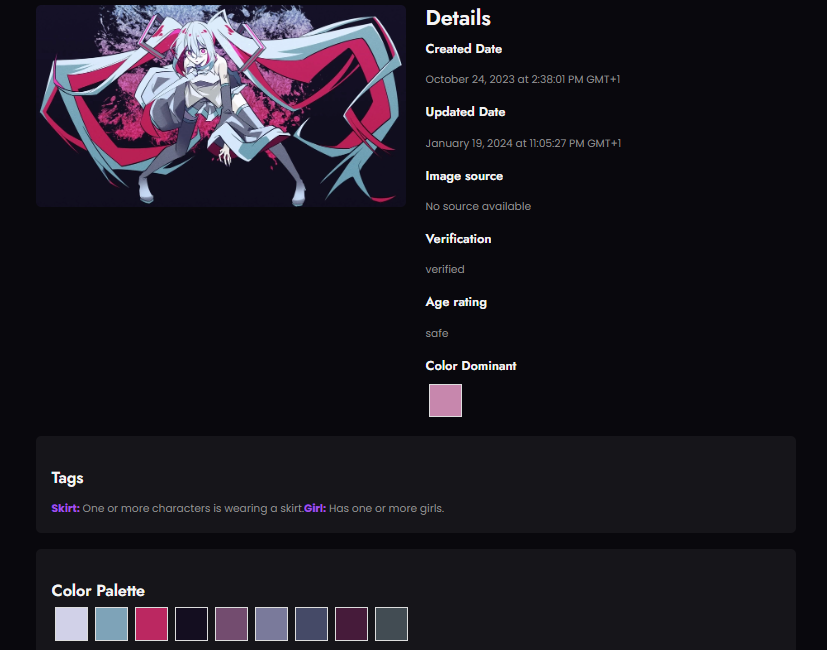 Details
Created Date
October 24, 2023 at 2:38:01 PM GMT+1
Updated Date
January 19, 2024 at 11:05:27 PM GMT+1
Image source
No source available
Verification
verified
Age rating
safe
Color Dominant
Tags
Skirt: One or more characters is wearing a skirt.Girl: Has one or more girls.
Color Palette